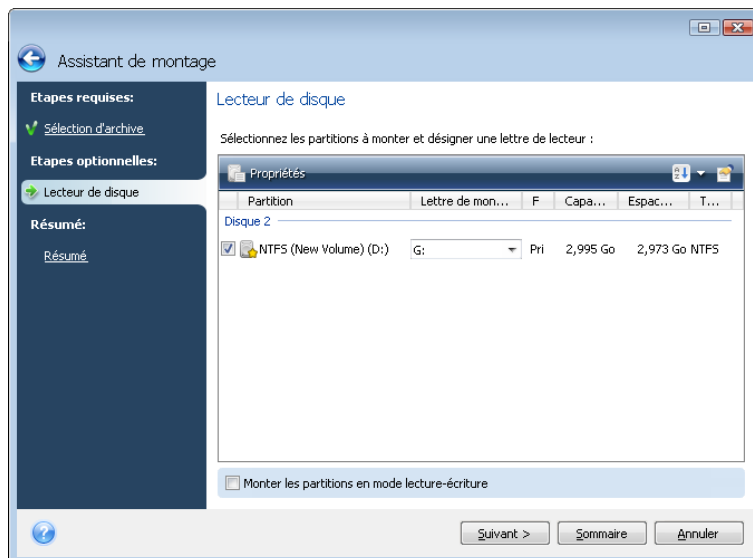 Assistant de montage
Etapes requises:
Sélection d'archive
Etapes optionnelles:
Lecteur de disque
Résumé:
Résumé
Lecteur de disque
Sélectionnez les partitions à monter et désigner une lettre de lecteur :
Propriétés
Partition Lettre de mon... F Capa... Espac... T...
Disque 2
NTFS (New Volume) (D:) G: Pri 2,995 Go 2,973 Go NTFS
Monter les partitions en mode lecture-écriture
Suivant > Sommaire Annuler